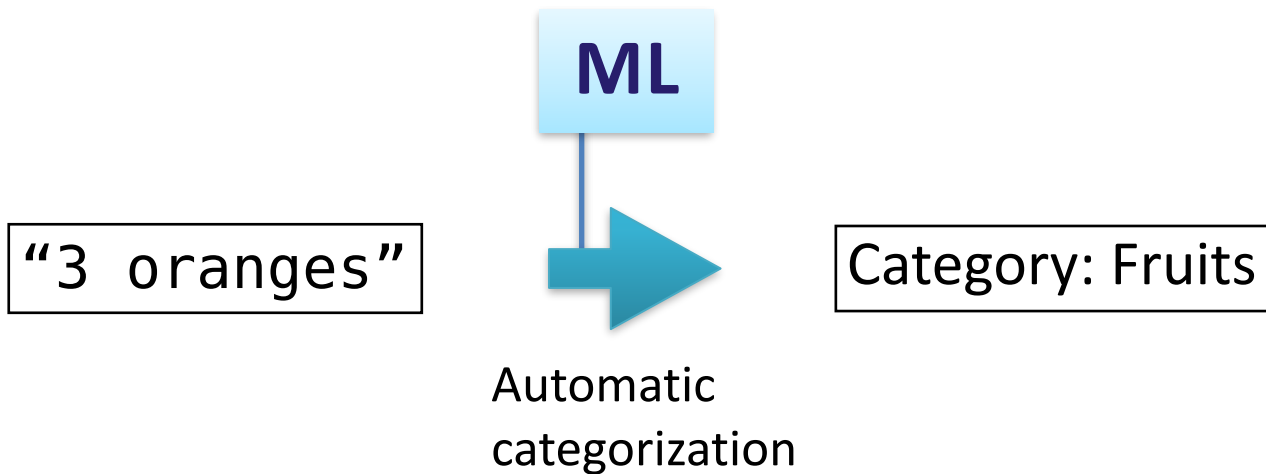 ML
“3 oranges”
Category: Fruits
Automatic
categorization